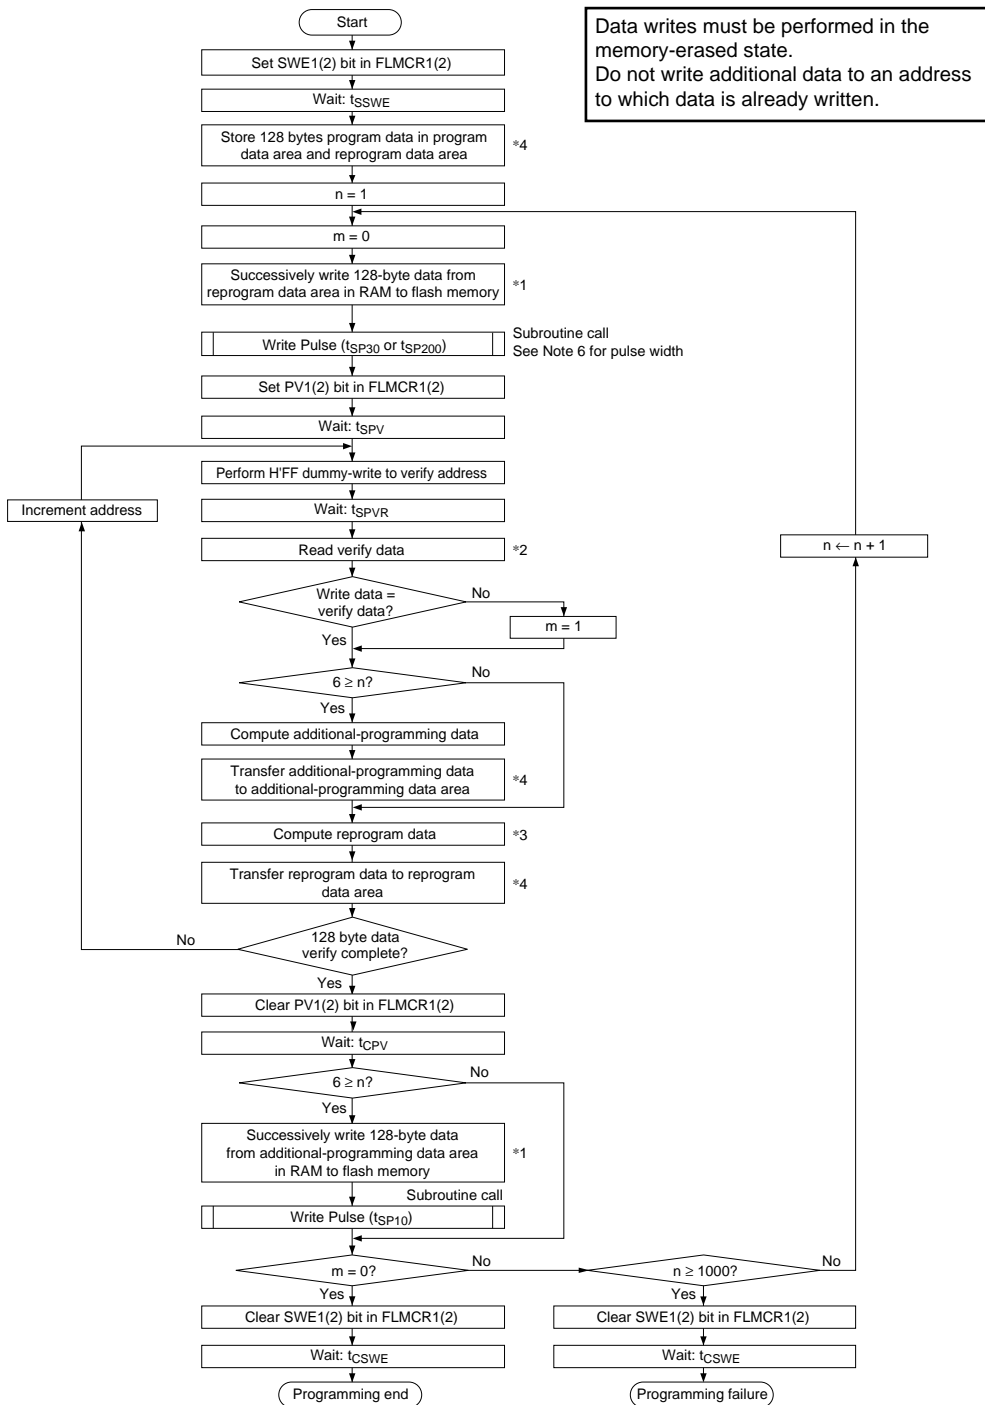 Start
Data writes must be performed in the
memory-erased state.
Do not write additional data to an address
to which data is already written.
Set SWE1(2) bit in FLMCR1(2)
Wait: tSSWE
Store 128 bytes program data in program
data area and reprogram data area
*4
n = 1
m = 0
Successively write 128-byte data from
reprogram data area in RAM to flash memory
*1
Write Pulse (tSP30 or tSP200)
Subroutine call
See Note 6 for pulse width
Set PV1(2) bit in FLMCR1(2)
Wait: tSPV
Perform H'FF dummy-write to verify address
Increment address
Wait: tSPVR
Read verify data
*2
n ← n + 1
Write data =
verify data?
No
m = 1
Yes
6 ≥ n?
No
Yes
Compute additional-programming data
Transfer additional-programming data
to additional-programming data area
*4
Compute reprogram data
*3
Transfer reprogram data to reprogram
data area
*4
128 byte data
verify complete?
No
Yes
Clear PV1(2) bit in FLMCR1(2)
Wait: tCPV
6 ≥ n?
No
Yes
Successively write 128-byte data
from additional-programming data area
in RAM to flash memory
*1
Subroutine call
Write Pulse (tSP10)
m = 0?
No
n ≥ 1000?
No
Yes
Yes
Clear SWE1(2) bit in FLMCR1(2)
Clear SWE1(2) bit in FLMCR1(2)
Wait: tCSWE
Wait: tCSWE
Programming end
Programming failure